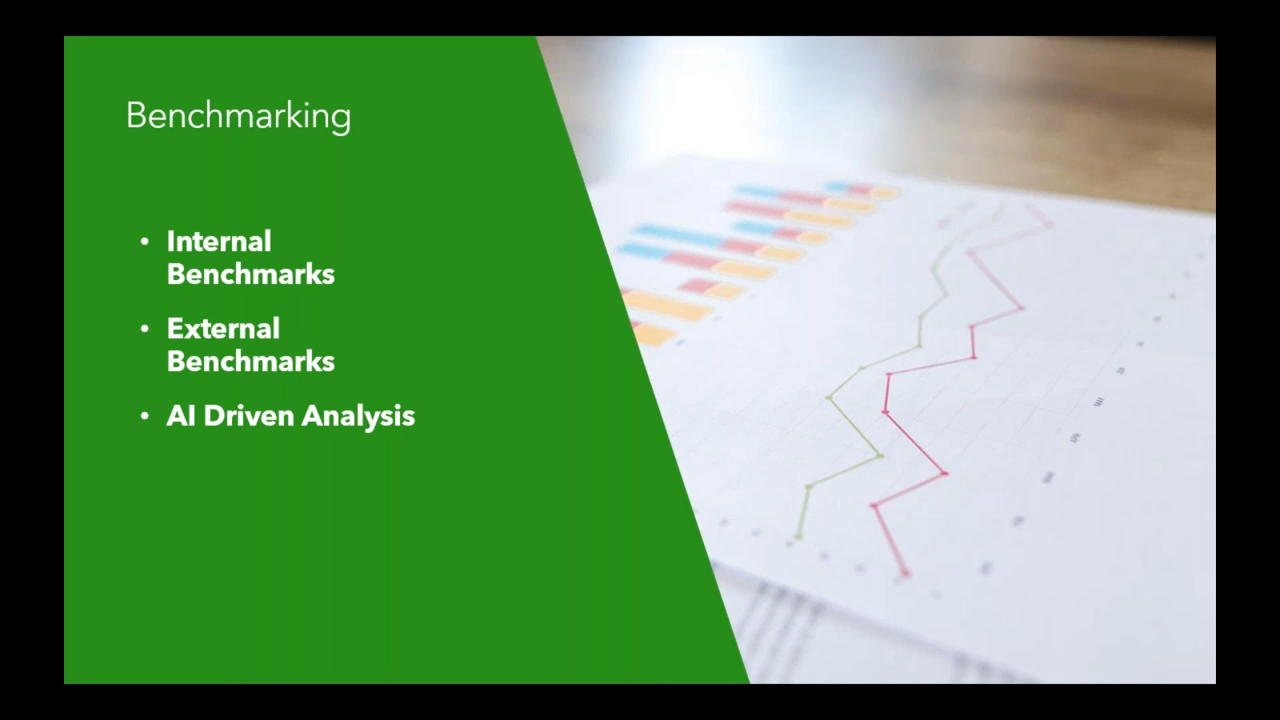 Benchmarking
• Internal
Benchmarks
• External
Benchmarks
• AI Driven Analysis